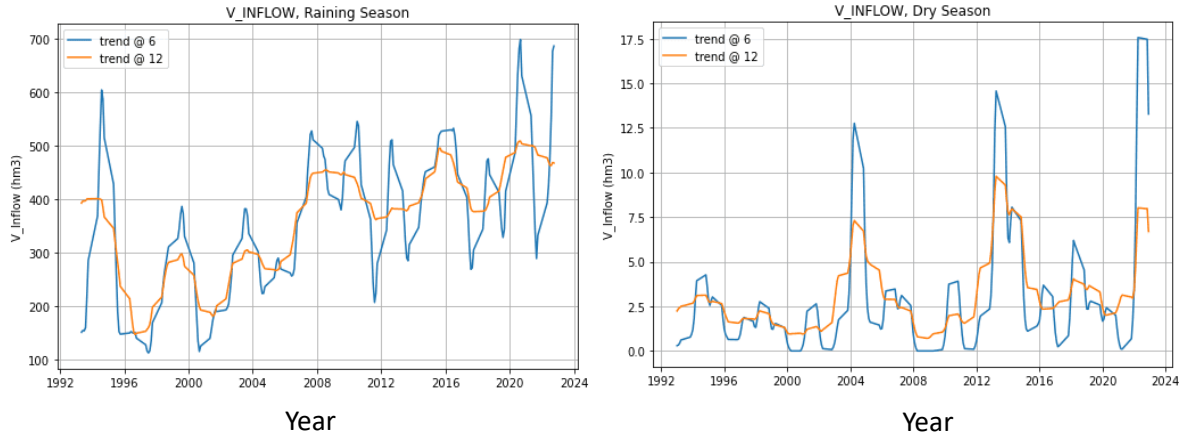 V_INFLOW, Raining Season
trend @ 6
trend @ 12
V_Inflow (hm3)
700
600
500
400
300
200
100
1992 1996 2000 2004 2008 2012 2016 2020 2024
Year
V_INFLOW, Dry Season
trend @ 6
trend @ 12
V_Inflow (hm3)
17.5
15.0
12.5
10.0
7.5
5.0
2.5
0.0
1992 1996 2000 2004 2008 2012 2016 2020 2024
Year